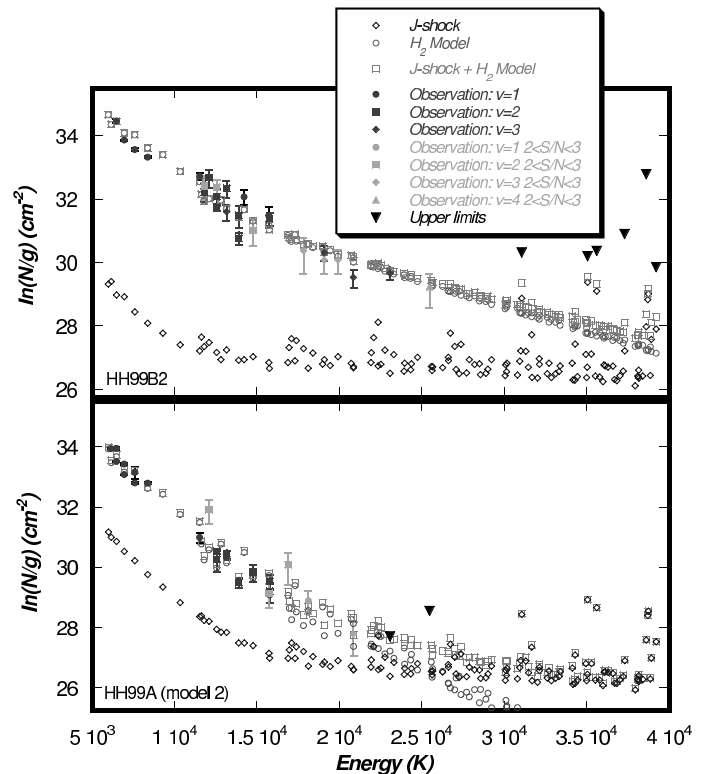 J-shock
H2 Model
J-shock + H2 Model
Observation: v=1
Observation: v=2
Observation: v=3
Observation: v=1 2<S/N<3
Observation: v=2 2<S/N<3
Observation: v=3 2<S/N<3
Observation: v=4 2<S/N<3
Upper limits
34
32
30
28
26
ln(N/g) (cm-2)
HH99B2
34
32
30
28
26
ln(N/g) (cm-2)
HH99A (model 2)
5 10³ 1 10⁴ 1.5 10⁴ 2 10⁴ 2.5 10⁴ 3 10⁴ 3.5 10⁴ 4 10⁴
Energy (K)